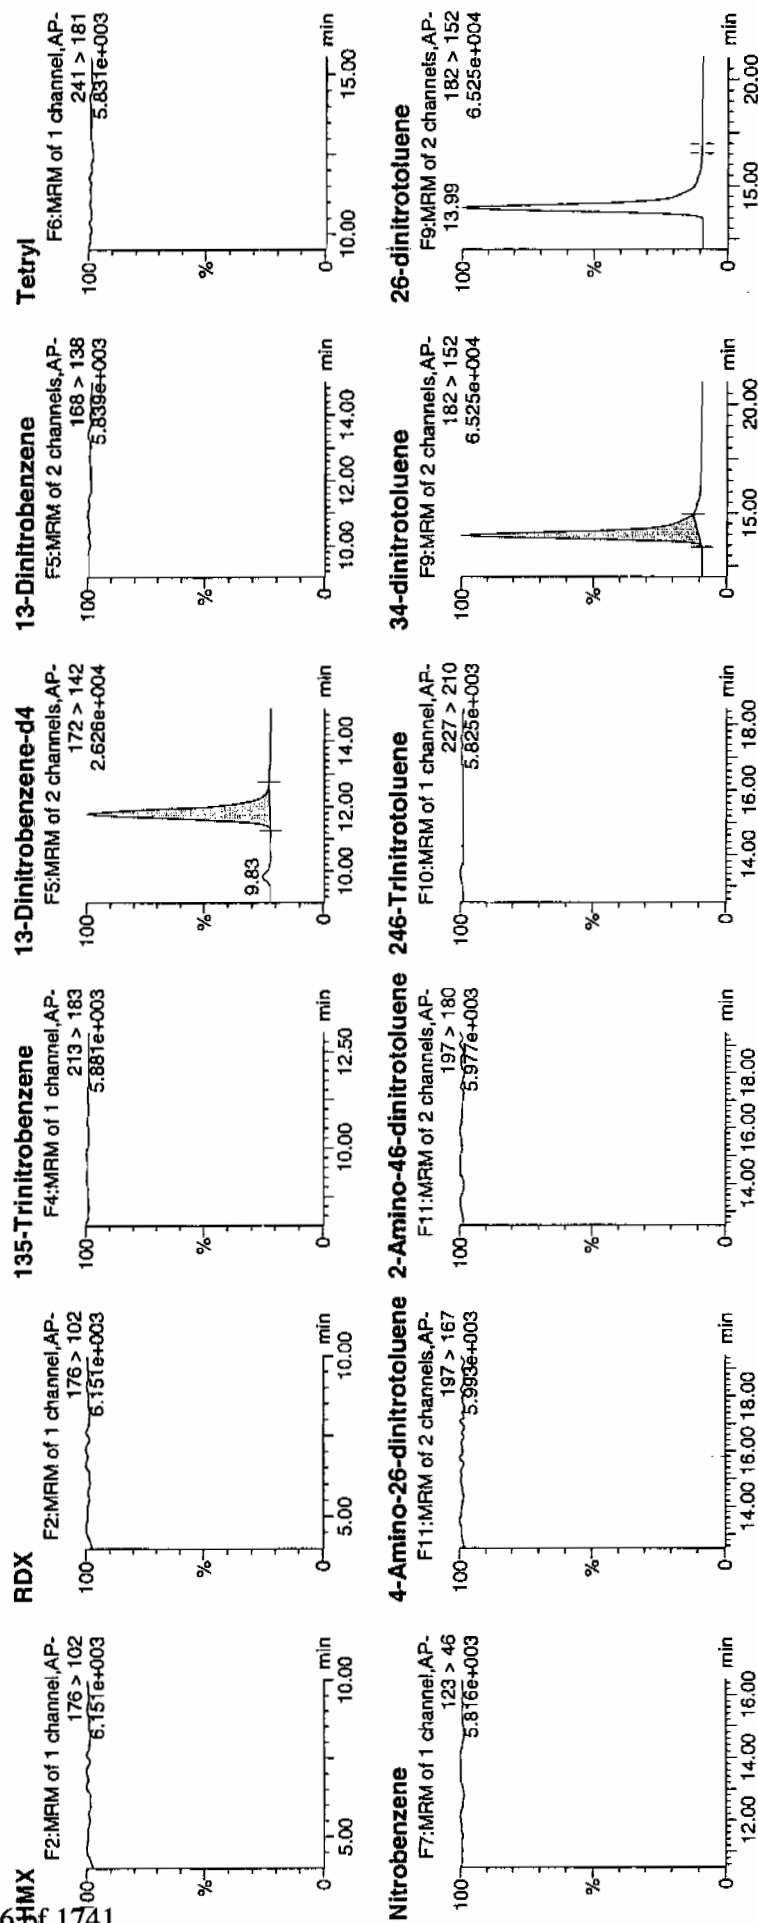 HMX
F2:MRM of 1 channel,AP-
176 > 102
6.151e+003
%
0
5.00 10.00 min
RDX
F2:MRM of 1 channel,AP-
176 > 102
6.151e+003
100
%
0
5.00 10.00 min
135-Trinitrobenzene
F4:MRM of 1 channel,AP-
213 > 183
5.881e+003
100
%
0
10.00 12.50 min
13-Dinitrobenzene-d4
F5:MRM of 2 channels,AP-
172 > 142
2.626e+004
100
%
9.83
0
10.00 12.00 14.00 min
13-Dinitrobenzene
F5:MRM of 2 channels,AP-
168 > 138
5.839e+003
100
%
0
10.00 12.00 14.00 min
Tetryl
F6:MRM of 1 channel,AP-
241 > 181
5.831e+003
100
%
0
10.00 15.00 min
Nitrobenzene
F7:MRM of 1 channel,AP-
123 > 46
5.816e+003
100
%
0
12.00 14.00 16.00 min
4-Amino-26-dinitrotoluene
F11:MRM of 2 channels,AP-
197 > 167
5.993e+003
100
%
0
14.00 16.00 18.00 min
2-Amino-46-dinitrotoluene
F11:MRM of 2 channels,AP-
197 > 180
5.977e+003
100
%
0
14.00 16.00 18.00 min
246-Trinitrotoluene
F10:MRM of 1 channel,AP-
227 > 210
5.825e+003
100
%
0
14.00 16.00 18.00 min
34-dinitrotoluene
F9:MRM of 2 channels,AP-
182 > 152
6.525e+004
100
%
0
15.00 20.00 min
26-dinitrotoluene
F9:MRM of 2 channels,AP-
13.99 182 > 152
6.525e+004
100
%
0
15.00 20.00 min
of 1741